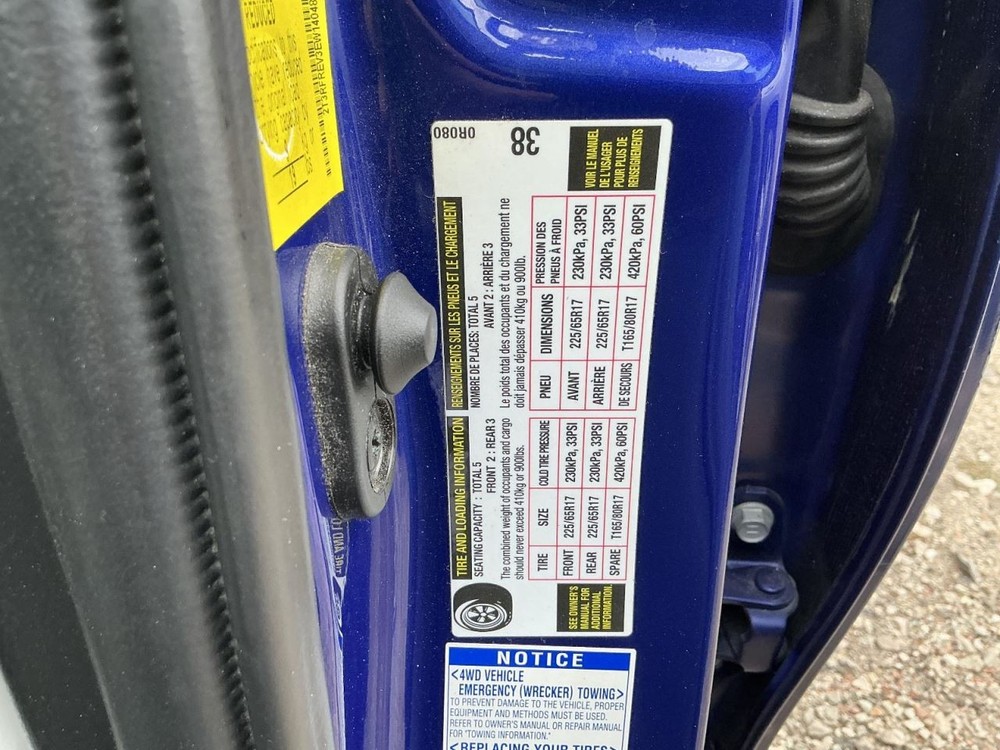 REDUCED
2T3RFREV3EW14048
TIRE AND LOADING INFORMATION
SEATING CAPACITY : TOTAL 5
FRONT 2 : REAR 3
The combined weight of occupants and cargo
should never exceed 410kg or 900lbs.
TIRE SIZE COLD TIRE PRESSURE
FRONT 225/65R17 230kPa, 33PSI
REAR 225/65R17 230kPa, 33PSI
SPARE T165/80R17 420kPa, 60PSI
SEE OWNER'S
MANUAL FOR
ADDITIONAL
INFORMATION.
RENSEIGNEMENTS SUR LES PNEUS ET LE CHARGEMENT
NOMBRE DE PLACES: TOTAL 5
AVANT 2 : ARRIÈRE 3
Le poids total des occupants et du chargement ne
doit jamais dépasser 410kg ou 900lb.
PNEU DIMENSIONS PRESSION DES
PNEUS À FROID
AVANT 225/65R17 230kPa, 33PSI
ARRIÈRE 225/65R17 230kPa, 33PSI
DE SECOURS T165/80R17 420kPa, 60PSI
VOIR LE MANUEL
DE L'USAGER
POUR PLUS DE
RENSEIGNEMENTS
0R080
38
NOTICE
<4WD VEHICLE
EMERGENCY (WRECKER) TOWING>
TO PREVENT DAMAGE TO THE VEHICLE, PROPER
EQUIPMENT AND METHODS MUST BE USED.
REFER TO OWNER'S MANUAL OR REPAIR MANUAL
FOR "TOWING INFORMATION."
<REPLACING YOUR TIRES>